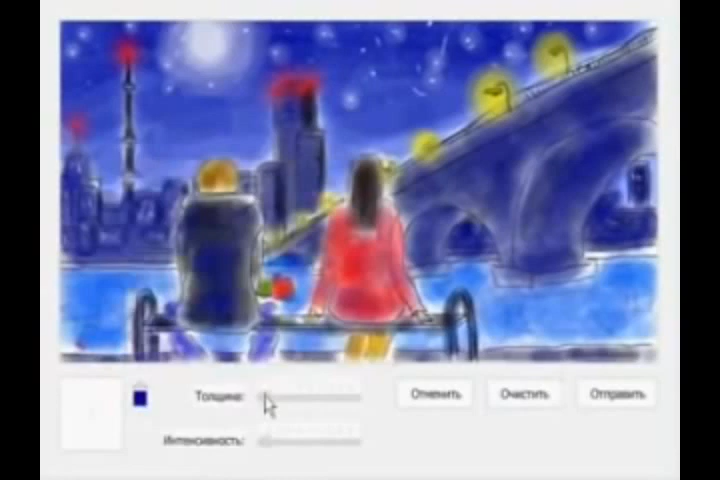 Толщина:
Отменить
Очистить
Отправить
Интенсивность: